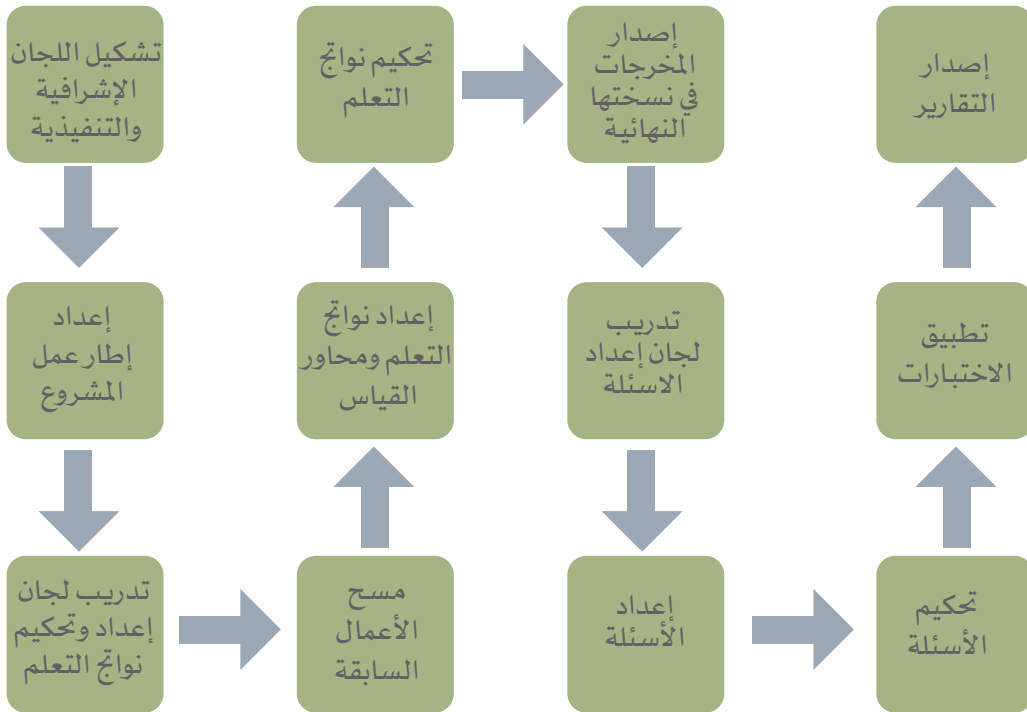 تشكيل اللجان
الإشرافية
والتنفيذية
إعداد
إطار عمل
المشروع
تدريب لجان
إعداد وتحكيم
نواتج التعلم
مسح
الأعمال
السابقة
إعداد نواتج
التعلم ومحاور
القياس
تحكيم نواتج
التعلم
إصدار
المخرجات
في نسختها
النهائية
تدريب
لجان إعداد
الاسئلة
إعداد
الأسئلة
تحكيم
الأسئلة
تطبيق
الاختبارات
إصدار
التقارير